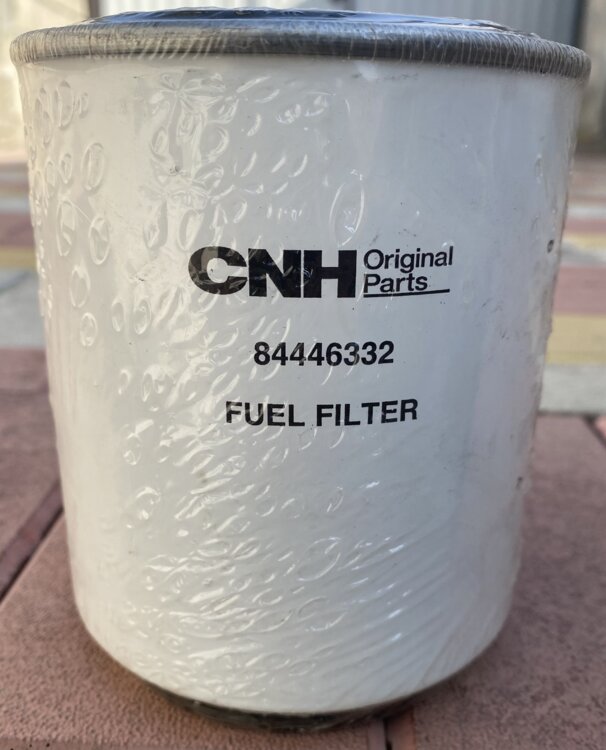 CNH Original
Parts
84446332
FUEL FILTER